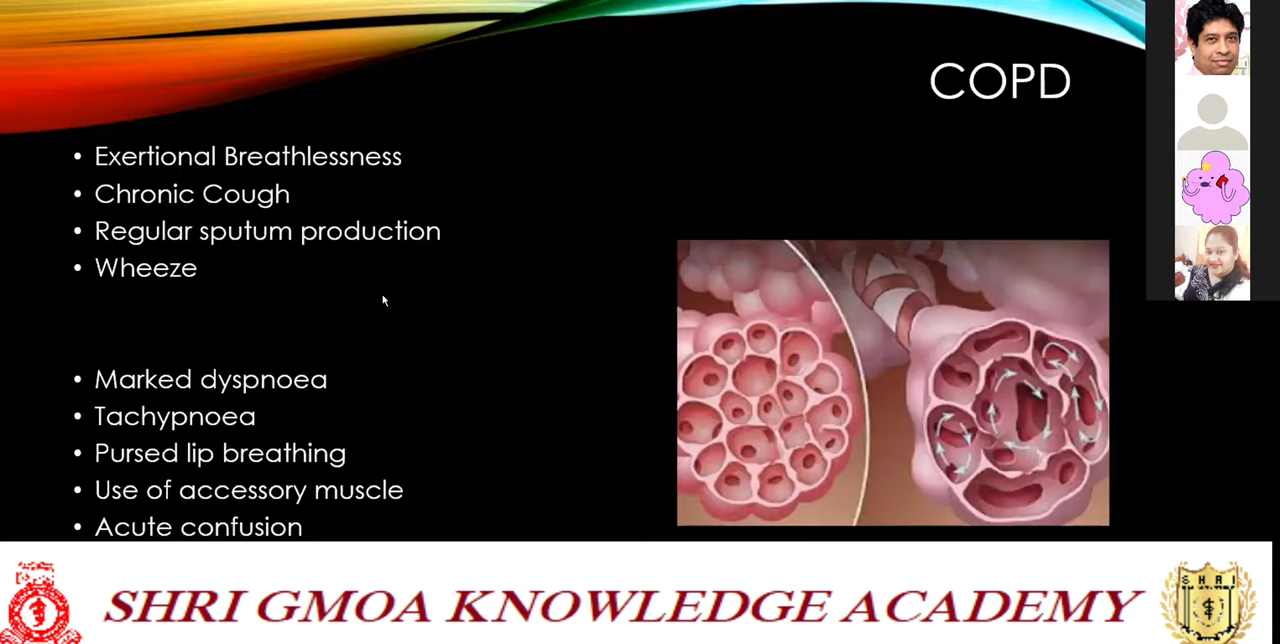 COPD
• Exertional Breathlessness
• Chronic Cough
• Regular sputum production
• Wheeze
• Marked dyspnoea
• Tachypnoea
• Pursed lip breathing
• Use of accessory muscle
• Acute confusion
SHRI GMOA KNOWLEDGE ACADEMY
S H R I